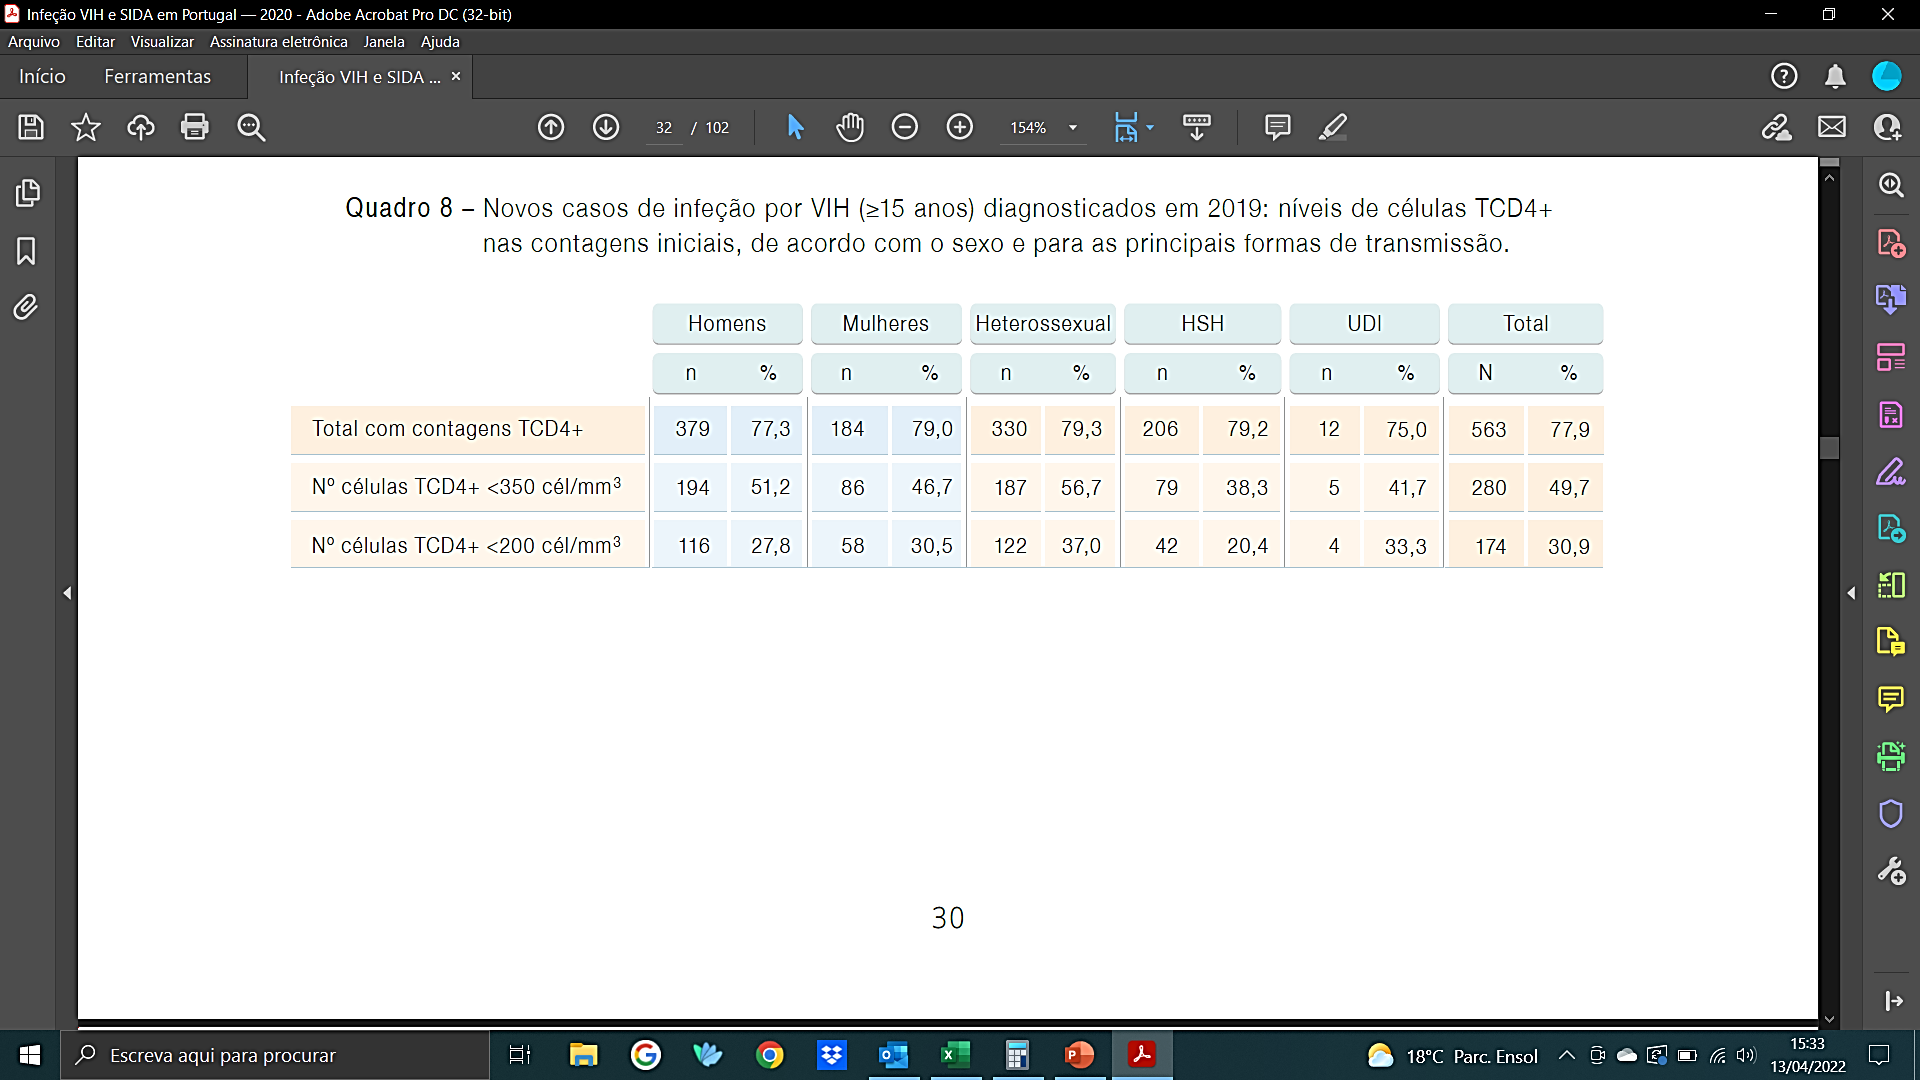 Infeção VIH e SIDA em Portugal — 2020 - Adobe Acrobat Pro DC (32-bit)
Arquivo Editar Visualizar Assinatura eletrônica Janela Ajuda
Início Ferramentas Infeção VIH e SIDA ... ×
32 / 102 154%
Quadro 8 – Novos casos de infeção por VIH (≥15 anos) diagnosticados em 2019: níveis de células TCD4+
nas contagens iniciais, de acordo com o sexo e para as principais formas de transmissão.
Homens Mulheres Heterossexual HSH UDI Total
n % n % n % n % n % N %
Total com contagens TCD4+ 379 77,3 184 79,0 330 79,3 206 79,2 12 75,0 563 77,9
Nº células TCD4+ <350 cél/mm³ 194 51,2 86 46,7 187 56,7 79 38,3 5 41,7 280 49,7
Nº células TCD4+ <200 cél/mm³ 116 27,8 58 30,5 122 37,0 42 20,4 4 33,3 174 30,9
30
Escreva aqui para procurar
18°C Parc. Ensol
15:33
13/04/2022